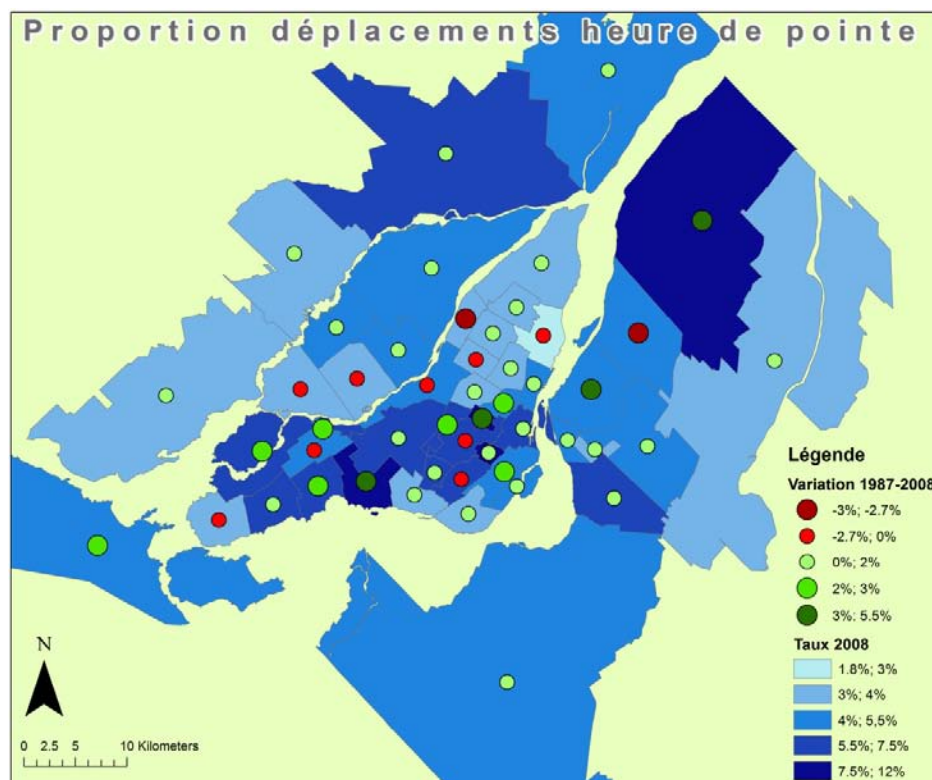 Proportion déplacements heure de pointe
Légende
Variation 1987-2008
-3%; -2.7%
-2.7%; 0%
0%; 2%
2%; 3%
3%; 5.5%
Taux 2008
1.8%; 3%
3%; 4%
4%; 5,5%
5.5%; 7.5%
7.5%; 12%
N
0 2.5 5 10 Kilometers